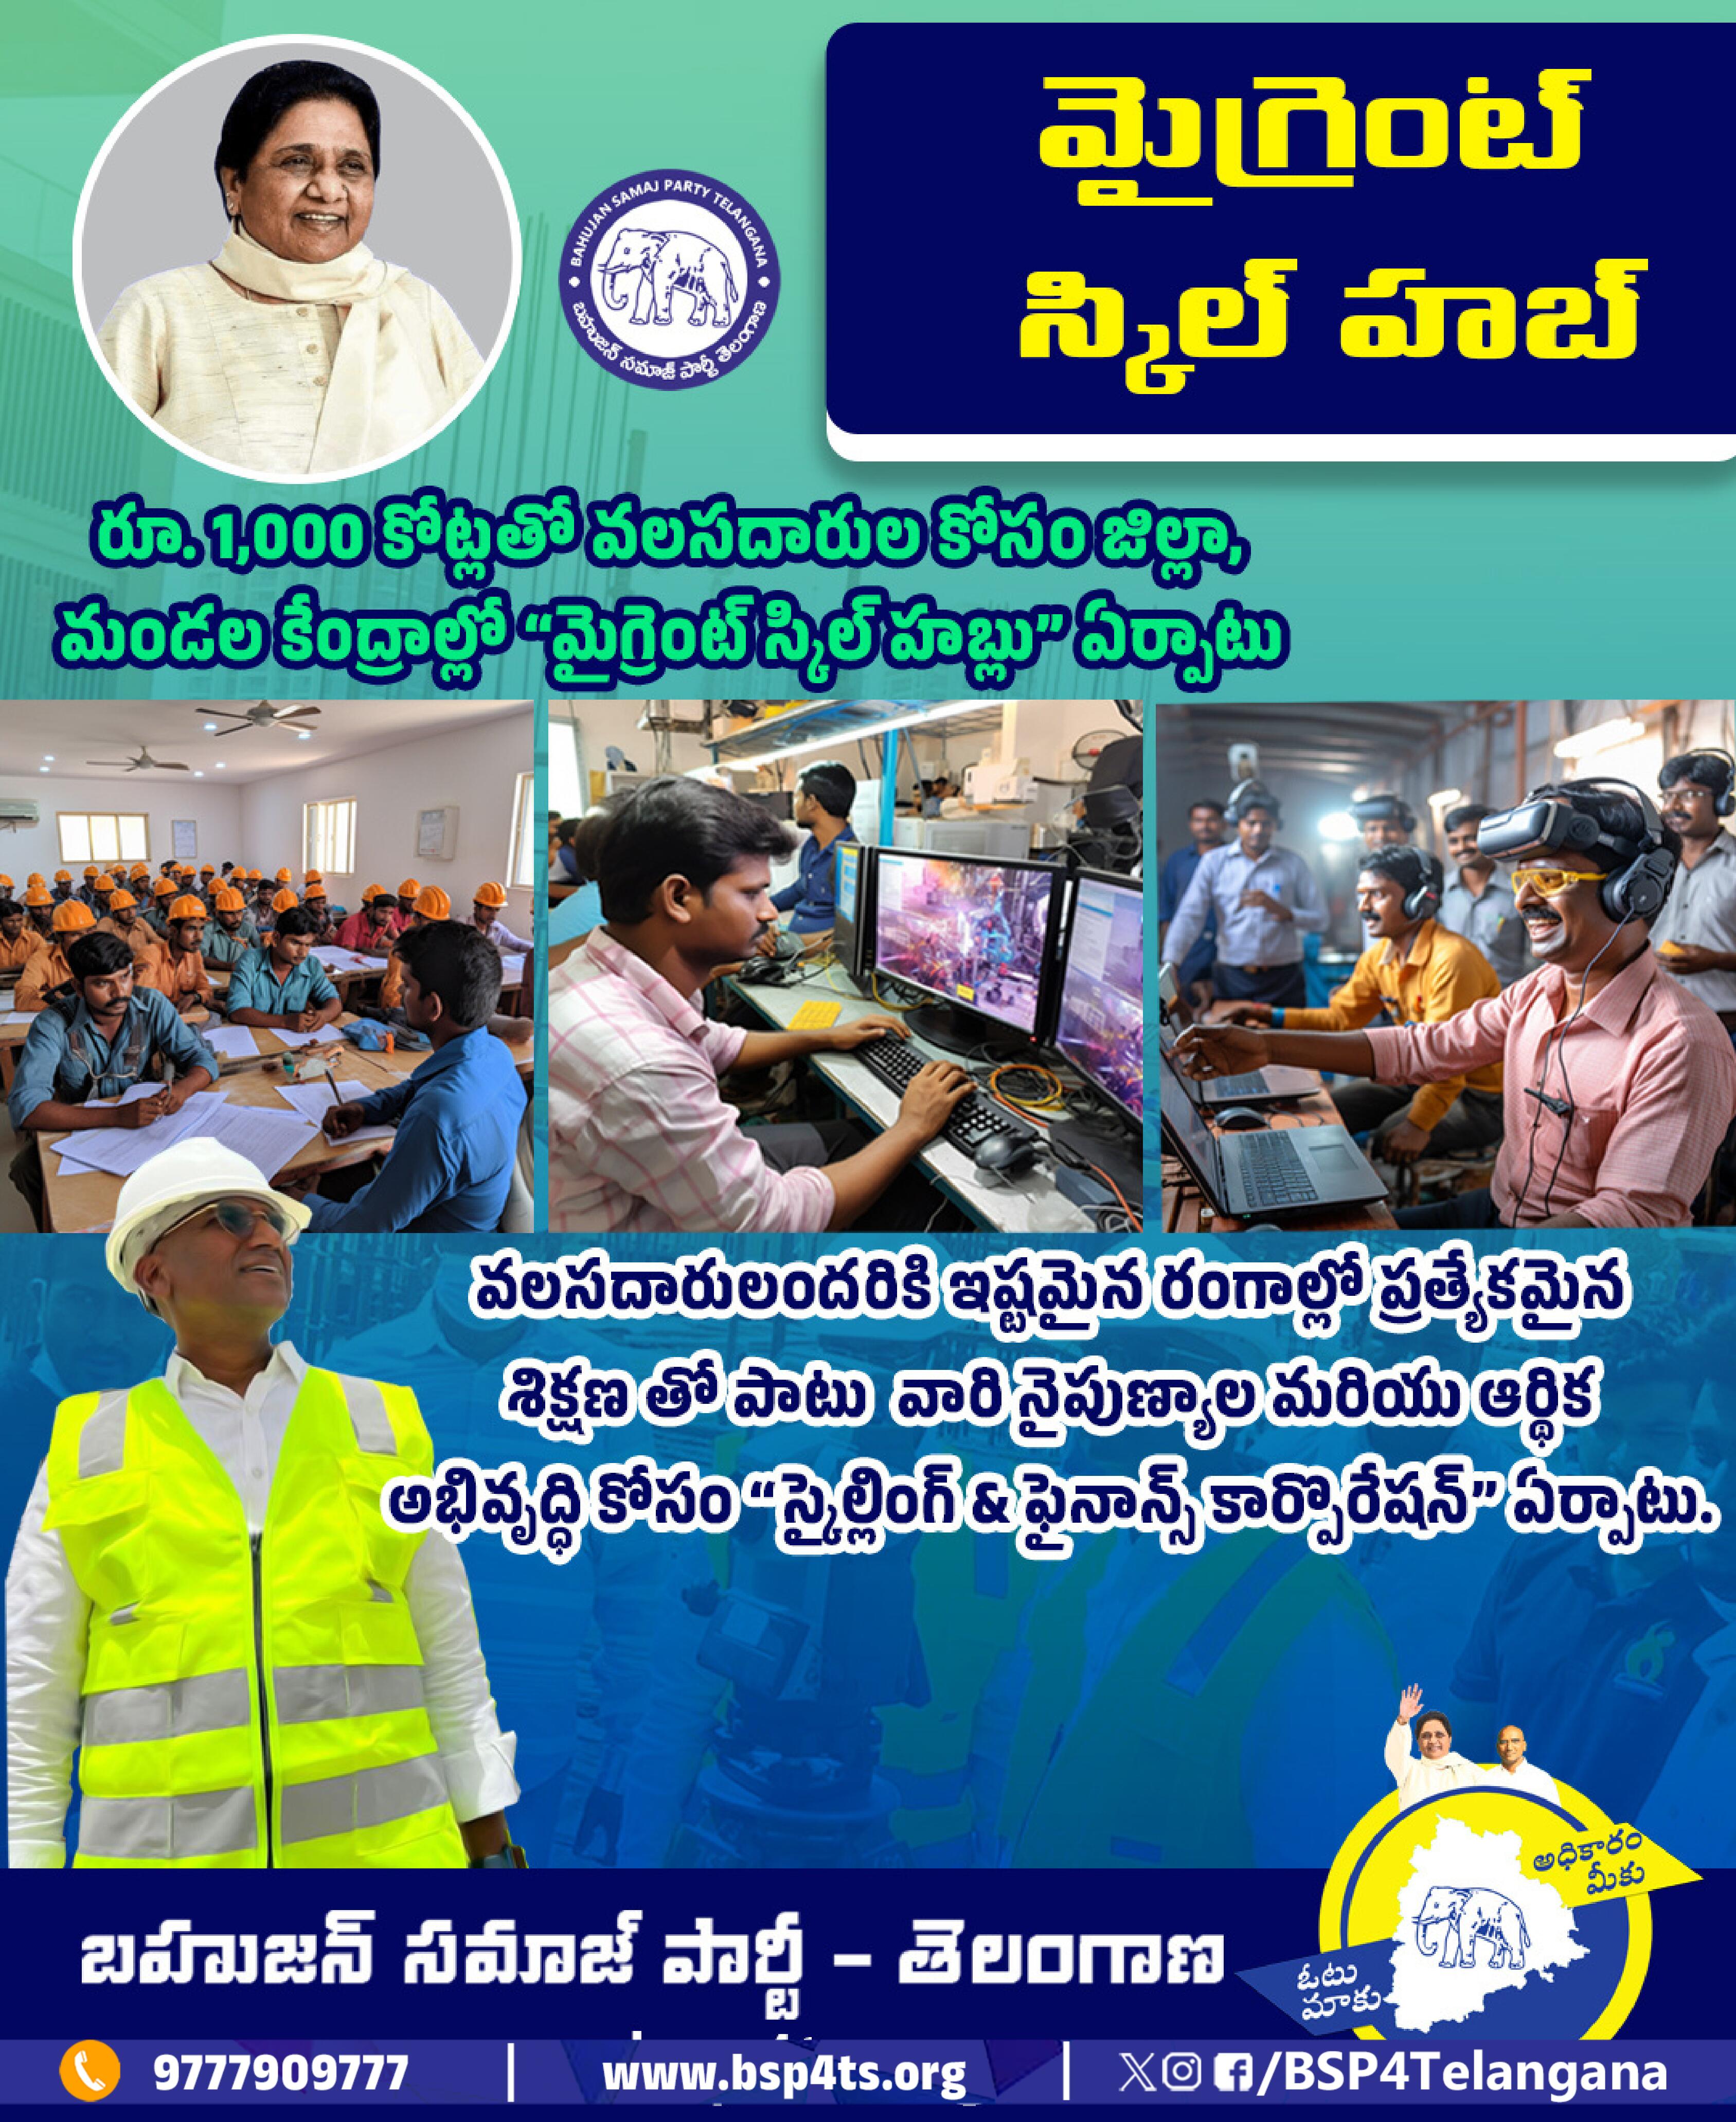 BAHUJAN SAMAJ PARTY TELANGANA
బహుజన్ సమాజ్ పార్టీ తెలంగాణ
మైగ్రెంట్
స్కిల్ హబ్
రూ. 1,000 కోట్లతో వలసదారుల కోసం జిల్లా,
మండల కేంద్రాల్లో “మైగ్రెంట్ స్కిల్ హబ్లు” ఏర్పాటు
వలసదారులందరికి ఇష్టమైన రంగాల్లో ప్రత్యేకమైన
శిక్షణ తో పాటు వారి నైపుణ్యాల మరియు ఆర్థిక
అభివృద్ధి కోసం “స్కైల్లింగ్ & ఫైనాన్స్ కార్పొరేషన్” ఏర్పాటు.
అధికారం
మీకు
ఓటు
మాకు
బహుజన్ సమాజ్ పార్టీ – తెలంగాణ
9777909777 | www.bsp4ts.org | /BSP4Telangana